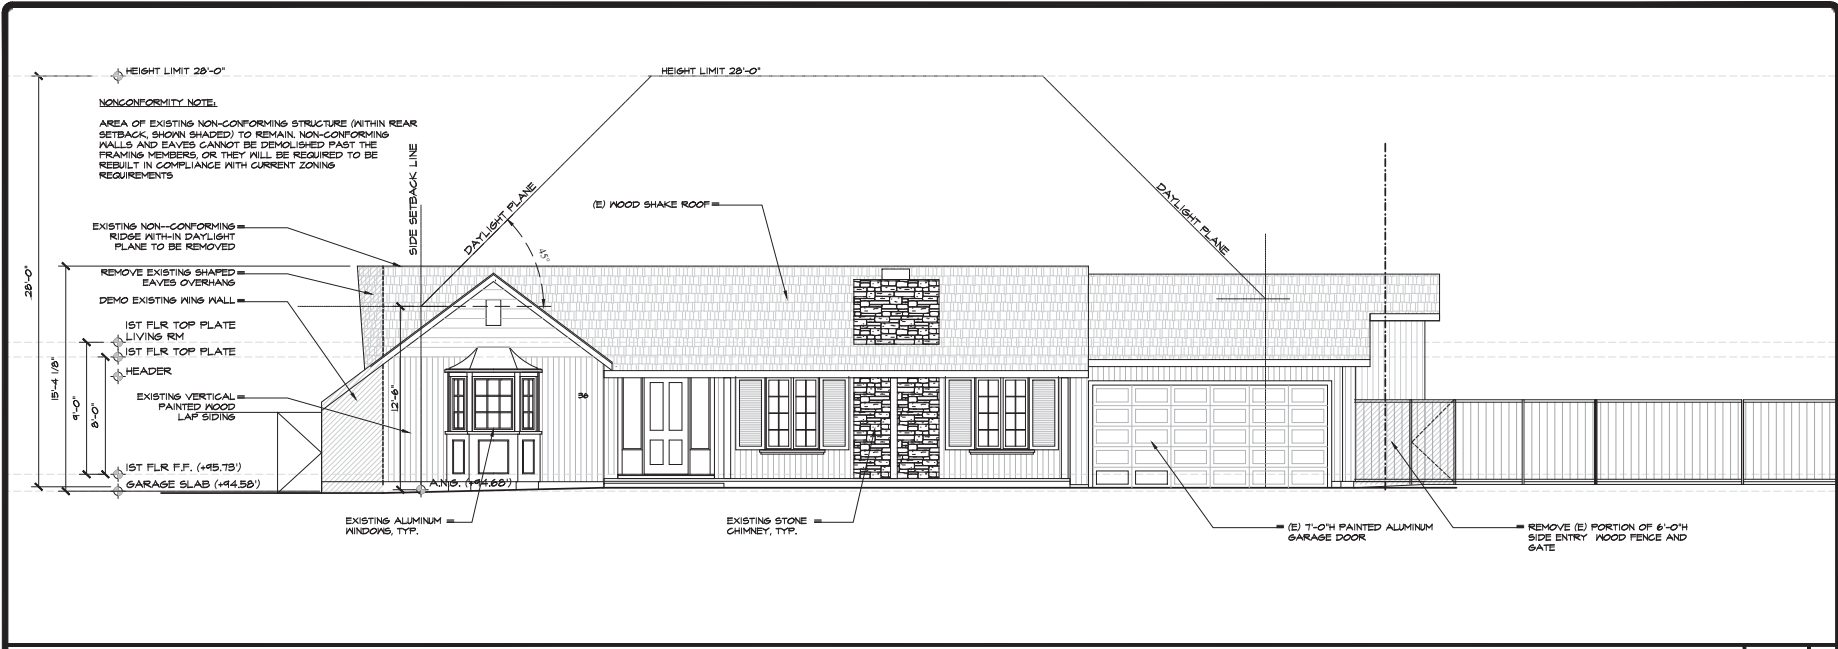 HEIGHT LIMIT 28'-0"
HEIGHT LIMIT 28'-0"
NONCONFORMITY NOTE:
AREA OF EXISTING NON-CONFORMING STRUCTURE (WITHIN REAR
SETBACK, SHOWN SHADED) TO REMAIN. NON-CONFORMING
WALLS AND EAVES CANNOT BE DEMOLISHED PAST THE
FRAMING MEMBERS, OR THEY WILL BE REQUIRED TO BE
REBUILT IN COMPLIANCE WITH CURRENT ZONING
REQUIREMENTS
SIDE SETBACK LINE
DAYLIGHT PLANE
45°
DAYLIGHT PLANE
(E) WOOD SHAKE ROOF
EXISTING NON--CONFORMING
RIDGE WITH-IN DAYLIGHT
PLANE TO BE REMOVED
REMOVE EXISTING SHAPED
EAVES OVERHANG
DEMO EXISTING WING WALL
1ST FLR TOP PLATE
LIVING RM
1ST FLR TOP PLATE
HEADER
EXISTING VERTICAL
PAINTED WOOD
LAP SIDING
28'-0"
15'-4 1/8"
9'-0"
8'-0"
12'-6"
36
1ST FLR F.F. (+95.73')
GARAGE SLAB (+94.58')
A.N.G. (+94.68')
EXISTING ALUMINUM
WINDOWS, TYP.
EXISTING STONE
CHIMNEY, TYP.
(E) 7'-0"H PAINTED ALUMINUM
GARAGE DOOR
REMOVE (E) PORTION OF 6'-0"H
SIDE ENTRY WOOD FENCE AND
GATE